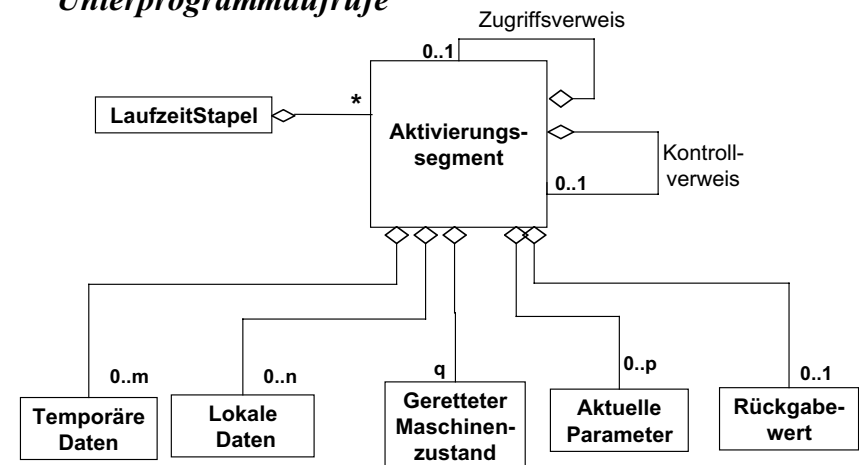 Unterprogrammaufrufe
Zugriffsverweis
0..1
LaufzeitStapel
*
Aktivierungs-
segment
Kontroll-
verweis
0..1
0..m
0..n
q
0..p
0..1
Temporäre
Daten
Lokale
Daten
Geretteter
Maschinen-
zustand
Aktuelle
Parameter
Rückgabe-
wert